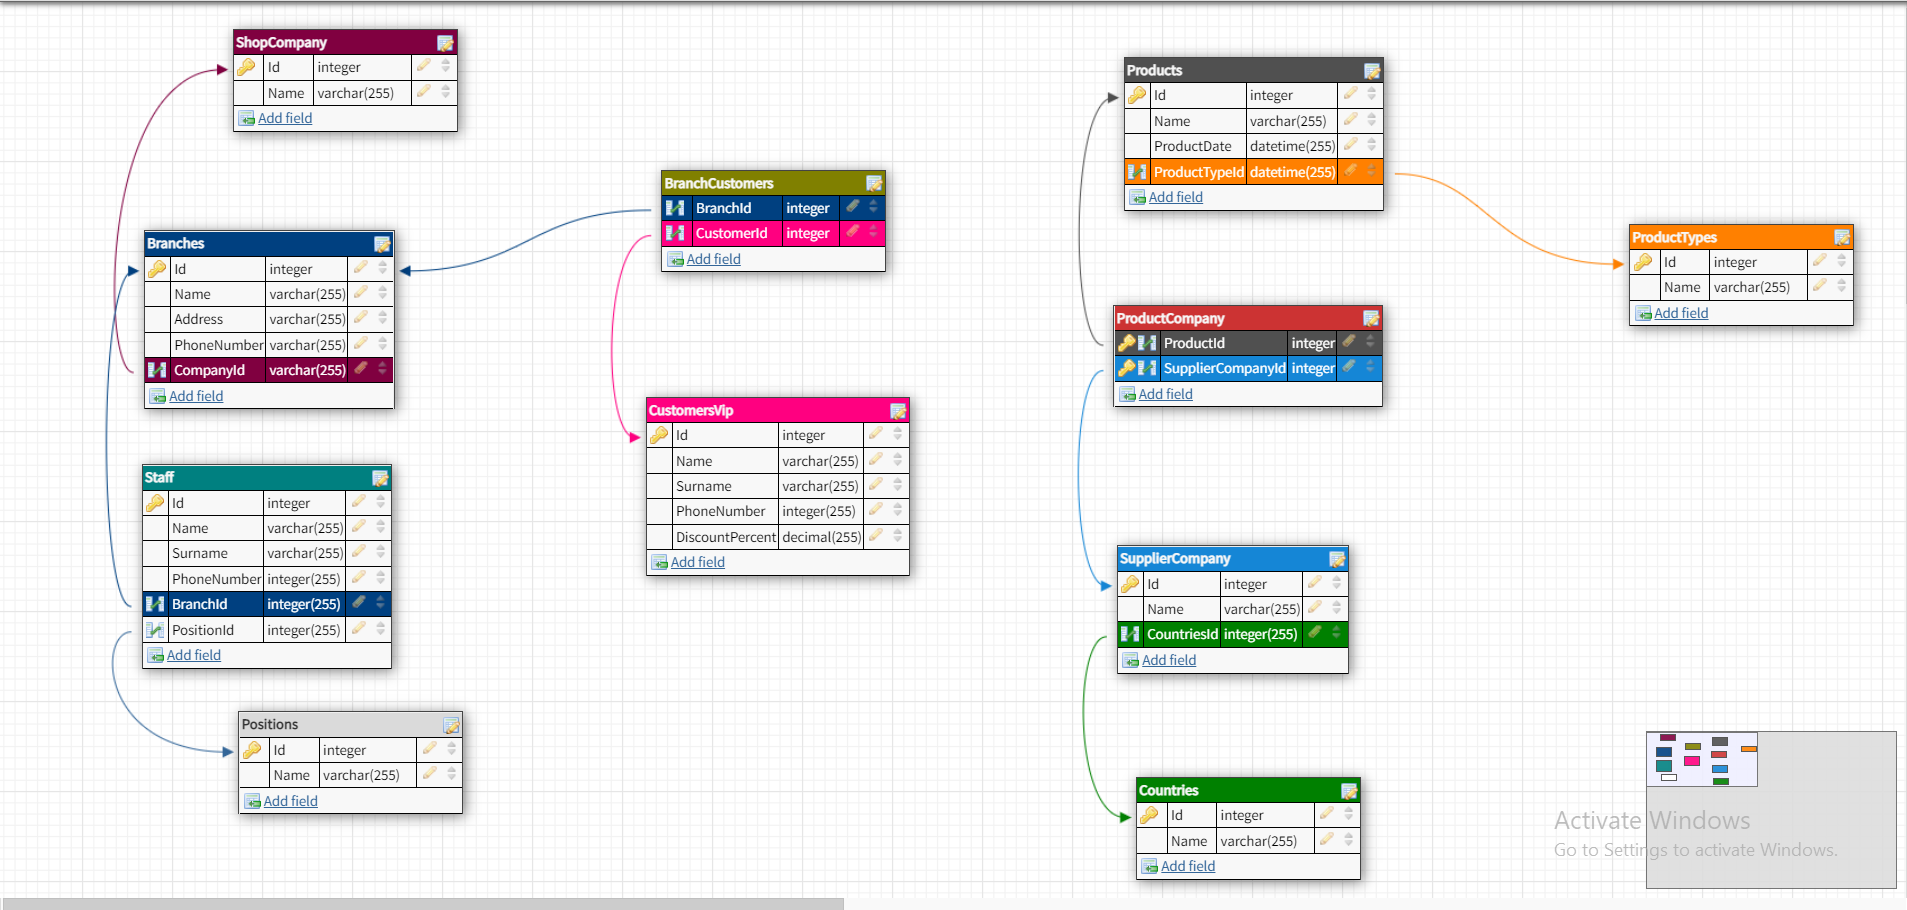 ShopCompany
Id integer
Name varchar(255)
Add field
Branches
Id integer
Name varchar(255)
Address varchar(255)
PhoneNumber varchar(255)
CompanyId varchar(255)
Add field
Staff
Id integer
Name varchar(255)
Surname varchar(255)
PhoneNumber integer(255)
BranchId integer(255)
PositionId integer(255)
Add field
Positions
Id integer
Name varchar(255)
Add field
BranchCustomers
BranchId integer
CustomerId integer
Add field
CustomersVip
Id integer
Name varchar(255)
Surname varchar(255)
PhoneNumber integer(255)
DiscountPercent decimal(255)
Add field
Products
Id integer
Name varchar(255)
ProductDate datetime(255)
ProductTypeId datetime(255)
Add field
ProductCompany
ProductId integer
SupplierCompanyId integer
Add field
SupplierCompany
Id integer
Name varchar(255)
CountriesId integer(255)
Add field
Countries
Id integer
Name varchar(255)
Add field
ProductTypes
Id integer
Name varchar(255)
Add field
Activate Windows
Go to Settings to activate Windows.